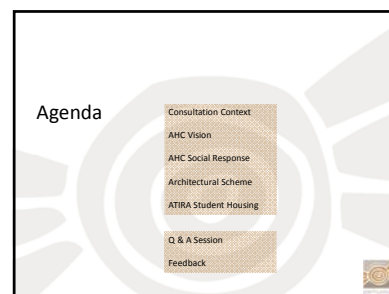 Agenda
Consultation Context
AHC Vision
AHC Social Response
Architectural Scheme
ATIRA Student Housing
Q & A Session
Feedback